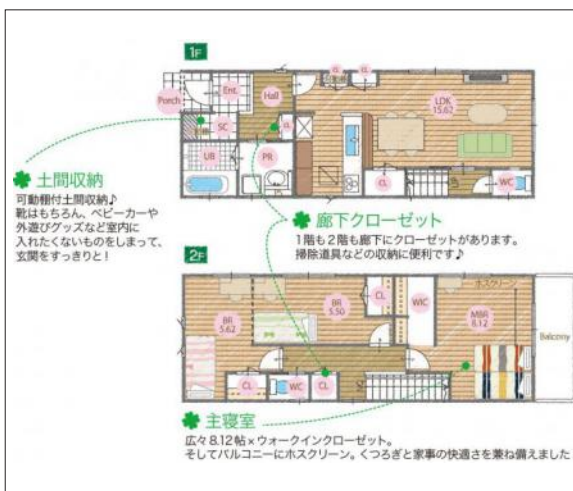 1F
Porch
Ent.
Hall
SC
CL
UB
PR
LDK
15.62
CL
WC
土間収納
可動棚付土間収納♪
靴はもちろん、ベビーカーや
外遊びグッズなど室内に
入れたくないものをしまって、
玄関をすっきりと!
廊下クローゼット
1階も2階も廊下にクローゼットがあります。
掃除道具などの収納に便利です♪
2F
BR
5.62
BR
5.50
CL
WIC
ホスクリーン
MBR
8.12
Balcony
CL
WC
CL
主寝室
広々8.12帖×ウォークインクローゼット。
そしてバルコニーにホスクリーン。くつろぎと家事の快適さを兼ね備えました